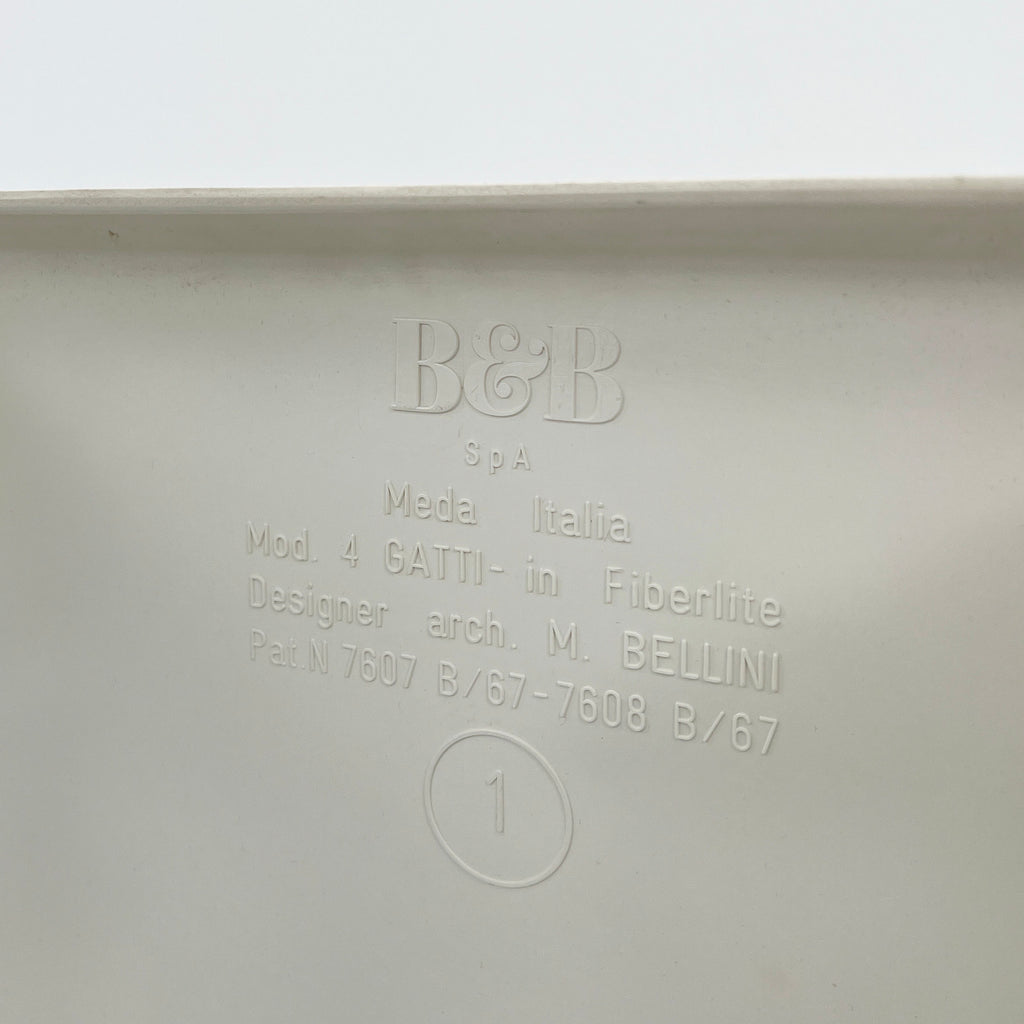 B&B
SpA
Meda Italia
Mod. 4 GATTI- in Fiberlite
Designer arch. M. BELLINI
Pat.N 7607 B/67-7608 B/67
1